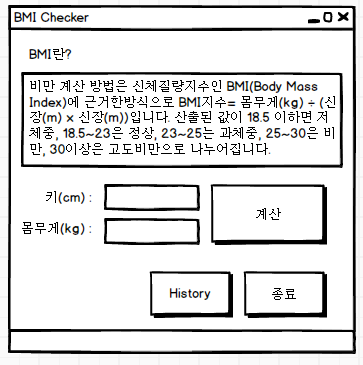 BMI Checker
BMI란?
비만 계산 방법은 신체질량지수인 BMI(Body Mass
Index)에 근거한방식으로 BMI지수= 몸무게(kg) ÷ (신
장(m) × 신장(m))입니다. 산출된 값이 18.5 이하면 저
체중, 18.5~23은 정상, 23~25는 과체중, 25~30은 비
만, 30이상은 고도비만으로 나누어집니다.
키(cm) :
계산
몸무게(kg) :
History 종료